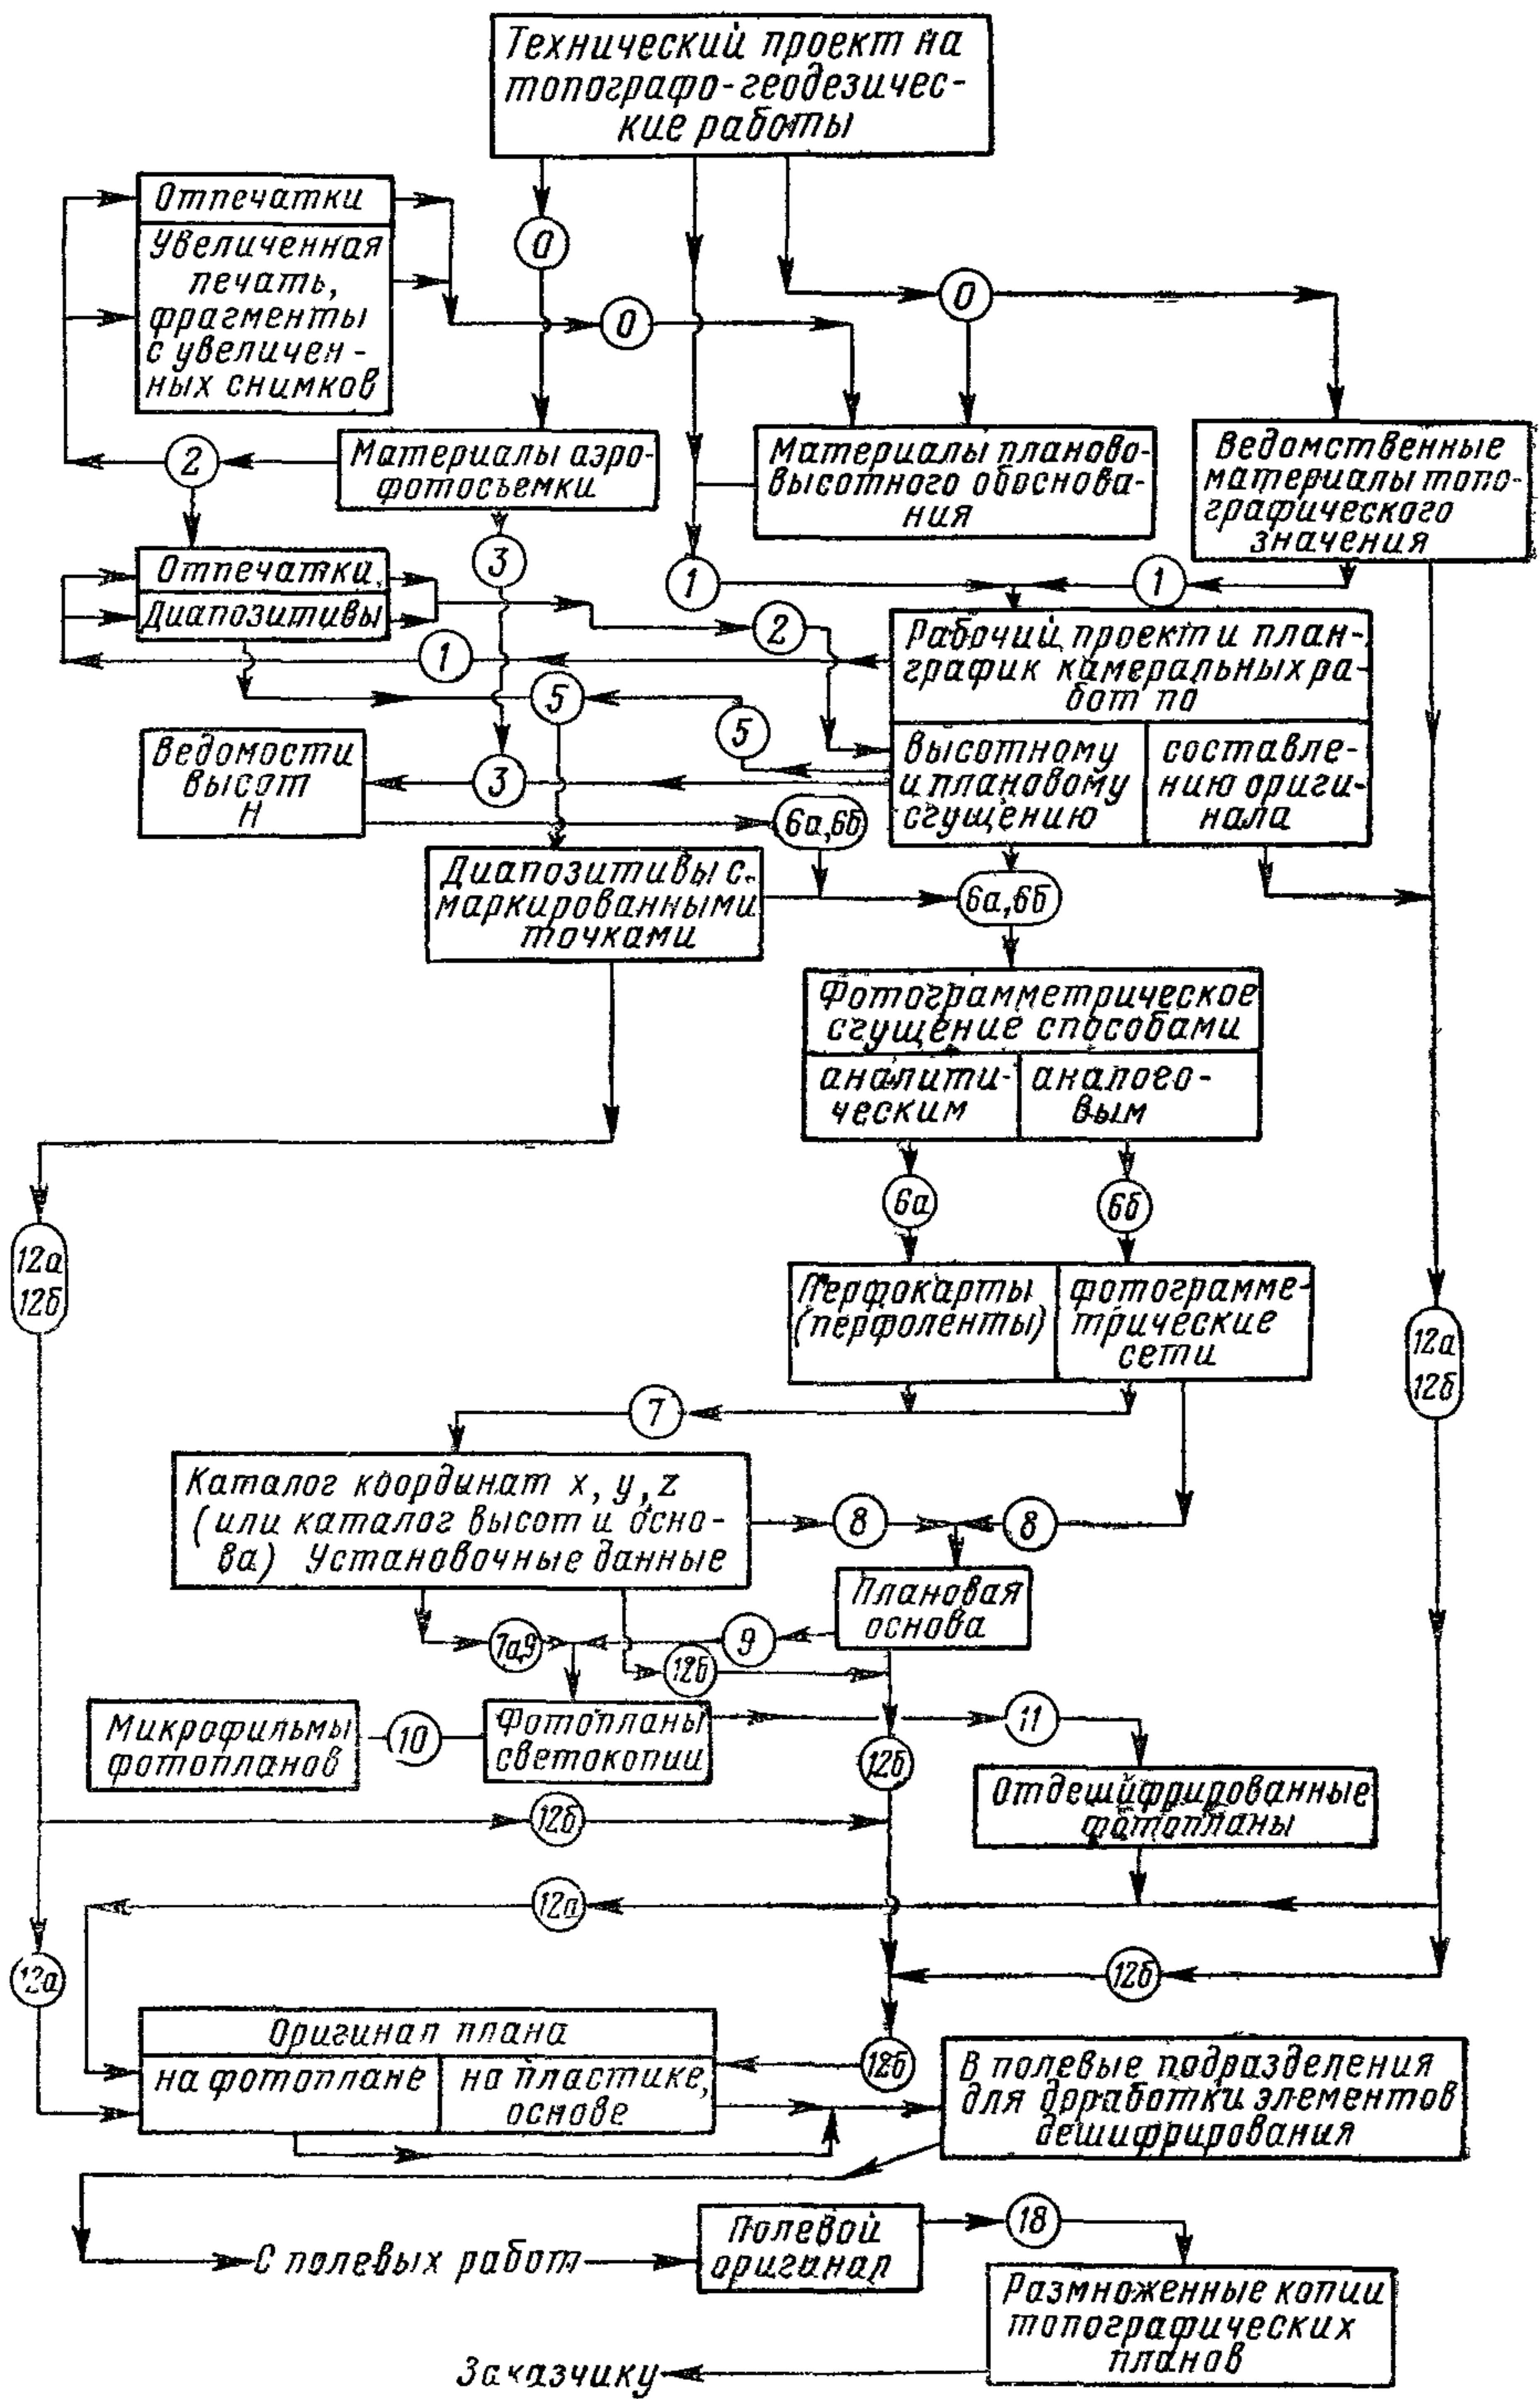 Технический проект на
топографо-геодезичес-
кие работы
Отпечатки
Увеличенная
печать,
фрагменты
с увеличен-
ных снимков
0
0
0
2
Материалы аэро-
фотосъемки
Материалы планово-
высотного обоснова-
ния
Ведомственные
материалы топо-
графического
значения
3
1
1
Отпечатки,
Диапозитивы
2
1
Рабочий проект и план-
график камеральных ра-
бот по
высотному
и плановому
сгущению
составле-
нию ориги-
нала
5
5
Ведомости
высот
Н
3
6а,6б
Диапозитивы с
маркированными
точками
6а,6б
Фотограмметрическое
сгущение способами
аналити-
ческим
аналого-
вым
6а
6б
12а
12б
Перфокарты
(перфоленты)
фотограмме-
трические
сети
12а
12б
7
Каталог координат x, y, z
(или каталог высот и осно-
ва) Установочные данные
8
8
Плановая
основа
7а,9
9
12б
Микрофильмы
фотопланов
10
Фотопланы
светокопии
11
12б
Отдешифрированные
фотопланы
12б
12а
12а
12б
Оригинал плана
на фотоплане
на пластике,
основе
12б
В полевые подразделения
для доработки элементов
дешифрирования
С полевых работ
Полевой
оригинал
18
Размноженные копии
топографических
планов
Заказчику